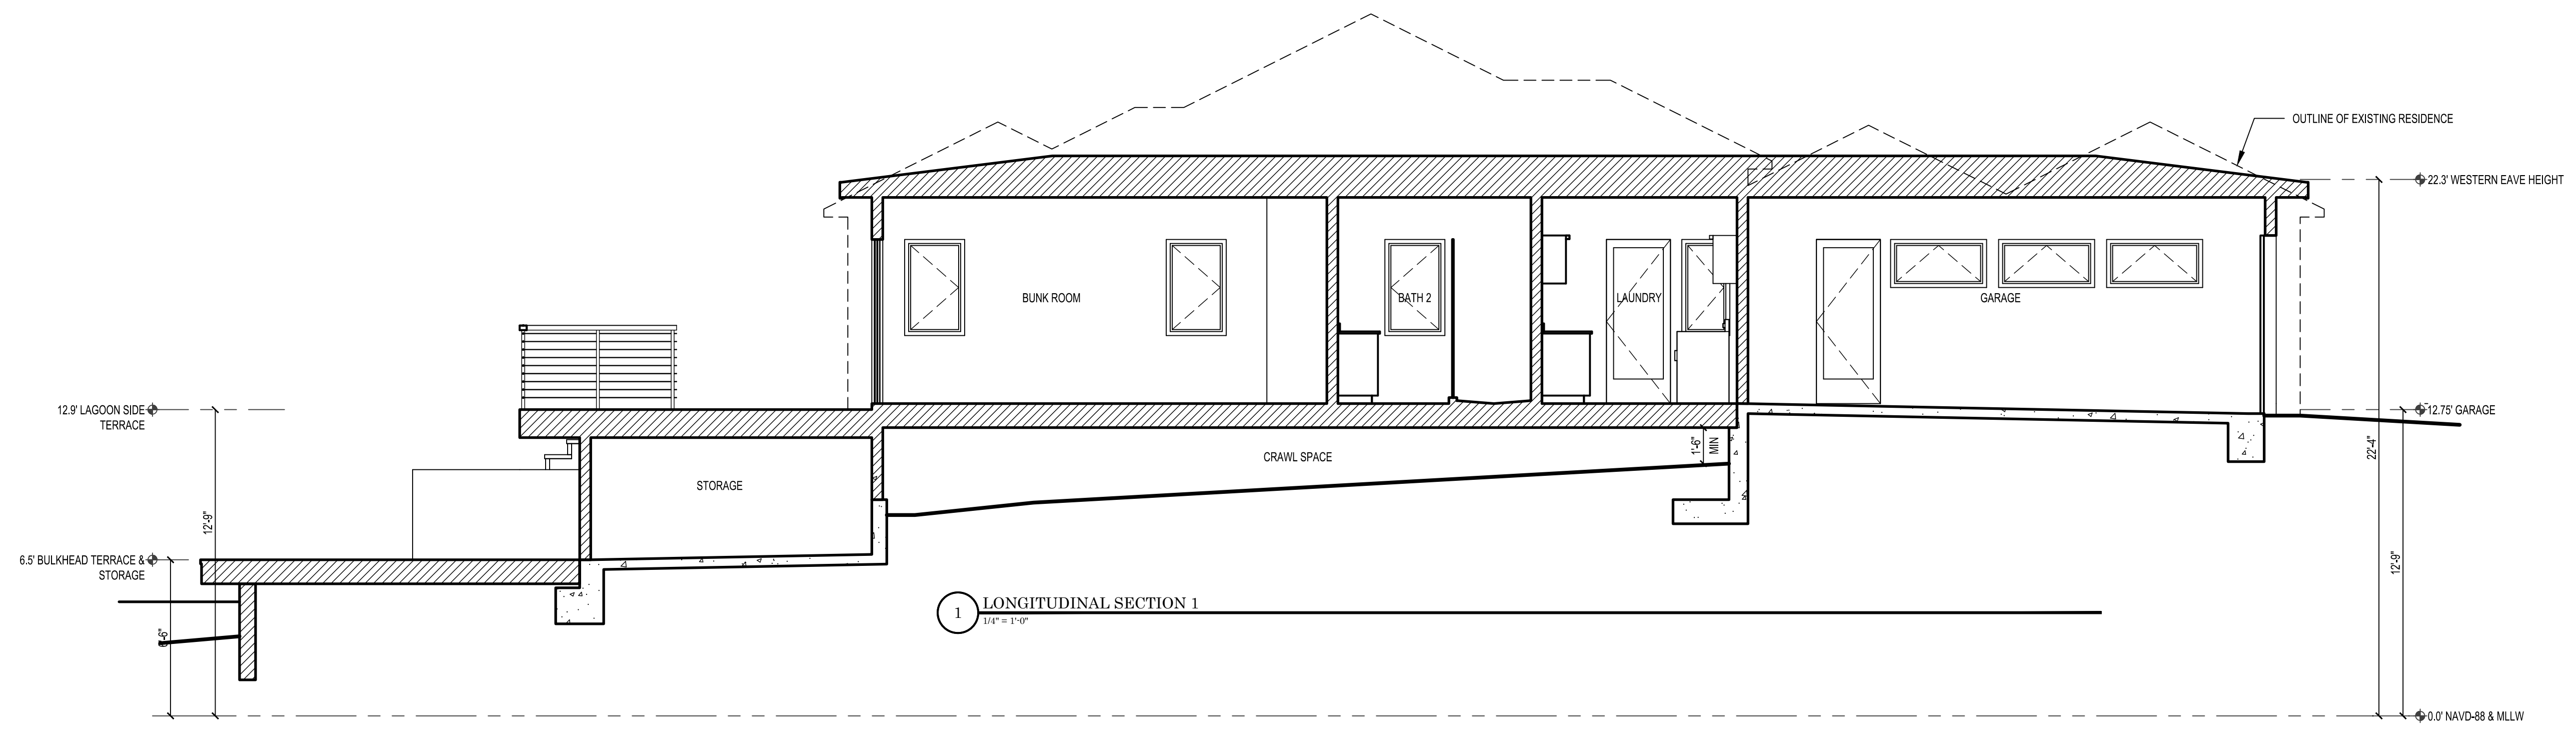 OUTLINE OF EXISTING RESIDENCE
22.3' WESTERN EAVE HEIGHT
BUNK ROOM
BATH 2
LAUNDRY
GARAGE
12.9' LAGOON SIDE
TERRACE
12.75' GARAGE
1'-6"
MIN
22'-4"
CRAWL SPACE
STORAGE
12'-9"
12'-9"
6.5' BULKHEAD TERRACE &
STORAGE
1
LONGITUDINAL SECTION 1
1/4" = 1'-0"
6'-6"
0.0' NAVD-88 & MLLW